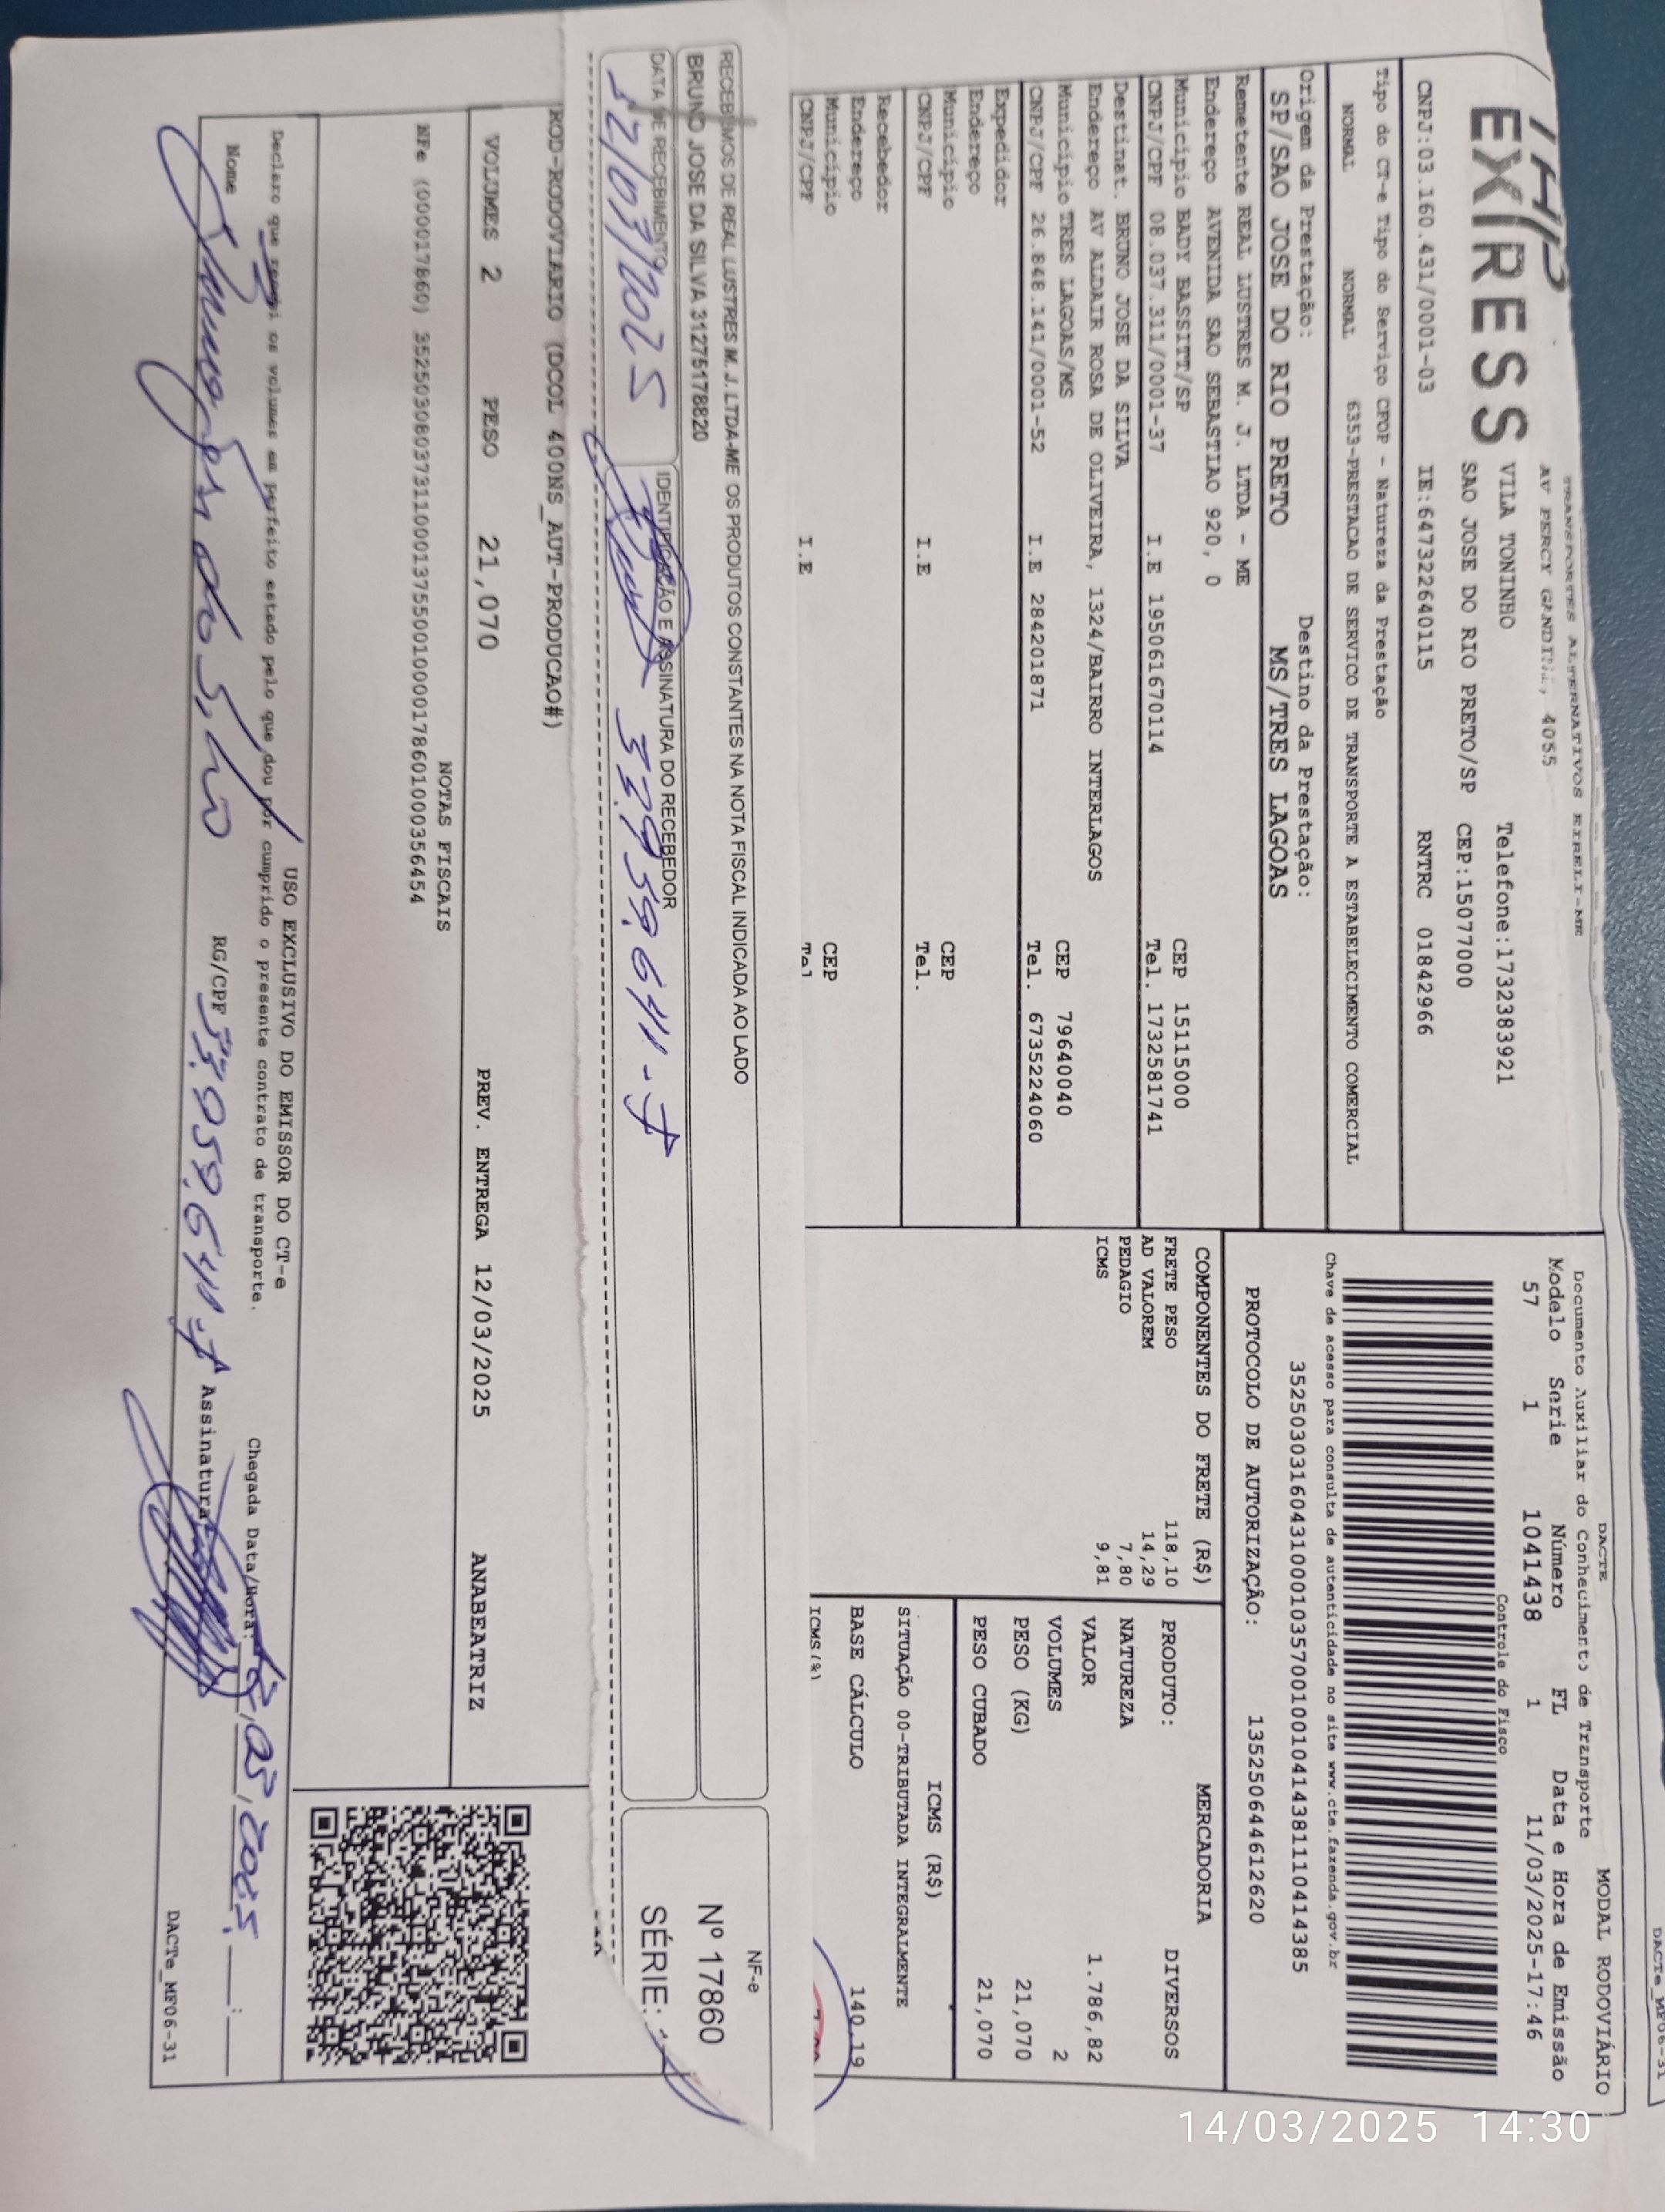 THP
EXPRESS
TRANSPORTES ALTERNATIVOS EIRELI-ME
AV PERCY GANDINI, 4055
VILA TONINHO
Telefone:1732383921
SAO JOSE DO RIO PRETO/SP CEP:15077000
CNPJ:03.160.431/0001-03 IE:647322640115 RNTRC 01842966
Tipo do CT-e Tipo do Serviço CFOP - Natureza da Prestação
NORMAL NORMAL 6353-PRESTACAO DE SERVICO DE TRANSPORTE A ESTABELECIMENTO COMERCIAL
Origem da Prestação: Destino da Prestação:
SP/SAO JOSE DO RIO PRETO MS/TRES LAGOAS
Remetente REAL LUSTRES M. J. LTDA - ME
Endereço AVENIDA SAO SEBASTIAO 920, 0
Município BADY BASSITT/SP CEP 15115000
CNPJ/CPF 08.037.311/0001-37 I.E 195061670114 Tel. 1732581741
Destinat. BRUNO JOSE DA SILVA
Endereço AV ALDAIR ROSA DE OLIVEIRA, 1324/BAIRRO INTERLAGOS
Município TRES LAGOAS/MS CEP 79640040
CNPJ/CPF 26.848.141/0001-52 I.E 284201871 Tel. 6735224060
Expedidor
Endereço
Município CEP
CNPJ/CPF I.E Tel.
Recebedor
Endereço
Município CEP
CNPJ/CPF I.E Tel
DACTE
MODAL RODOVIÁRIO
Documento Auxiliar do Conhecimento de Transporte
Modelo Serie Número FL Data e Hora de Emissão
57 1 1041438 1 11/03/2025-17:46
Controle do Fisco
Chave de acesso para consulta de autenticidade no site www.cte.fazenda.gov.br
35250303160431000103570010010414381110414385
PROTOCOLO DE AUTORIZAÇÃO: 135250644612620
COMPONENTES DO FRETE (R$)
FRETE PESO 118,10
AD VALOREM 14,29
PEDAGIO 7,80
ICMS 9,81
MERCADORIA
PRODUTO: DIVERSOS
NATUREZA
VALOR 1.786,82
VOLUMES 2
PESO (KG) 21,070
PESO CUBADO 21,070
ICMS (R$)
SITUAÇÃO 00-TRIBUTADA INTEGRALMENTE
BASE CÁLCULO 140,19
ICMS(%)
RECEBEMOS DE REAL LUSTRES M. J. LTDA-ME OS PRODUTOS CONSTANTES NA NOTA FISCAL INDICADA AO LADO
BRUNO JOSE DA SILVA 31275178820
DATA DE RECEBIMENTO IDENTIFICAÇÃO E ASSINATURA DO RECEBEDOR
12/03/2025
NF-e
Nº 17860
SÉRIE:
ROD-RODOVIARIO (DCOL 400NS_AUT-PRODUCAO#)
VOLUMES 2 PESO 21,070 PREV. ENTREGA 12/03/2025 ANABEATRIZ
NOTAS FISCAIS
NFe (000017860) 35250308037311000137550010000178601000356454
USO EXCLUSIVO DO EMISSOR DO CT-e
Declaro que recebi os volumes em perfeito estado pelo que dou por cumprido o presente contrato de transporte.
Chegada Data/Hora:
Nome RG/CPF Assinatura
DACTe_MF06-31
DACTe_MF06-31
14/03/2025 14:30